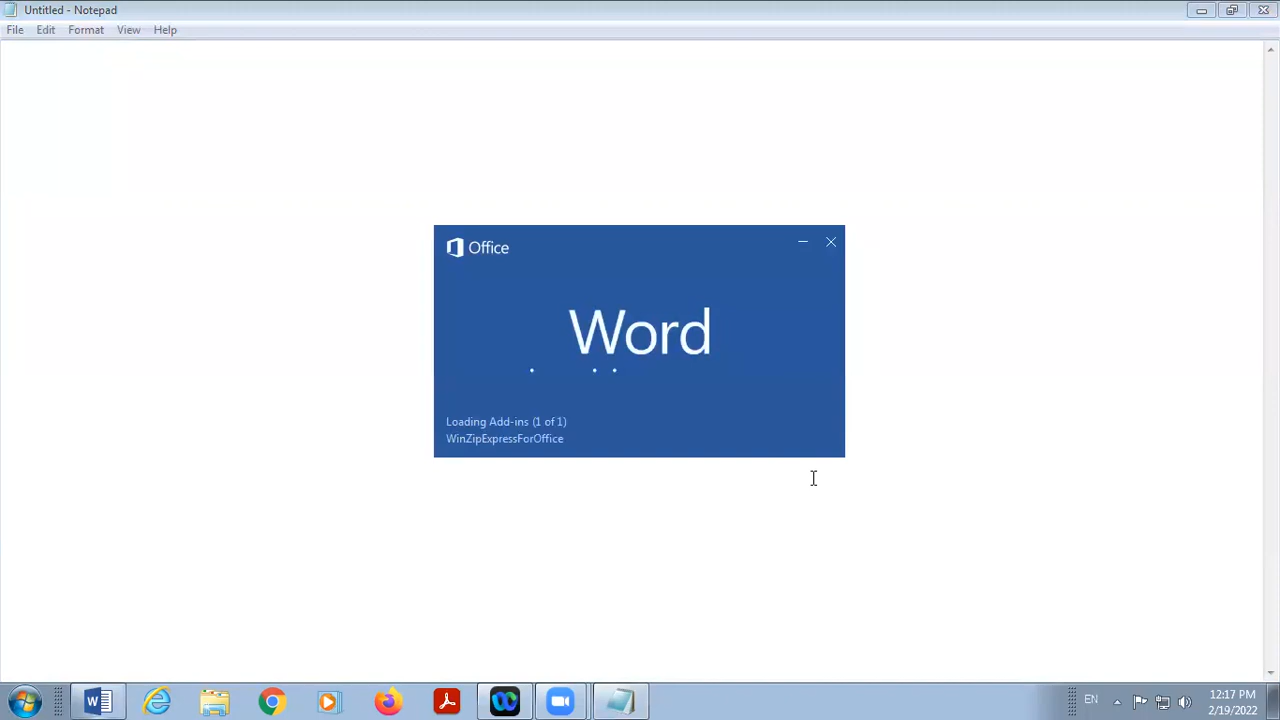 Untitled - Notepad
File Edit Format View Help
Office
Word
Loading Add-ins (1 of 1)
WinZipExpressForOffice
EN
12:17 PM
2/19/2022